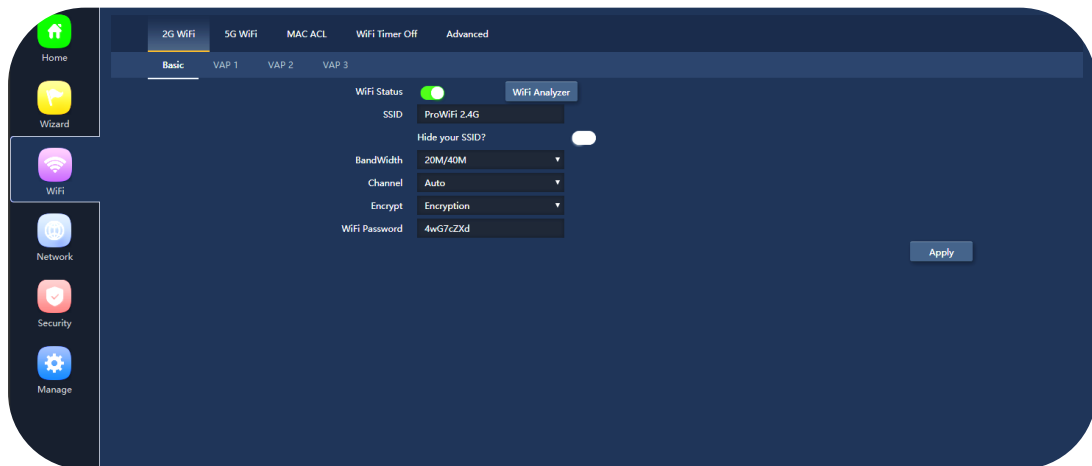 2G WiFi 5G WiFi MAC ACL WiFi Timer Off Advanced
Basic VAP 1 VAP 2 VAP 3
Home
Wizard
WiFi
Network
Security
Manage
WiFi Status WiFi Analyzer
SSID ProWiFi 2.4G
Hide your SSID?
BandWidth 20M/40M
Channel Auto
Encrypt Encryption
WiFi Password 4wG7cZXd
Apply